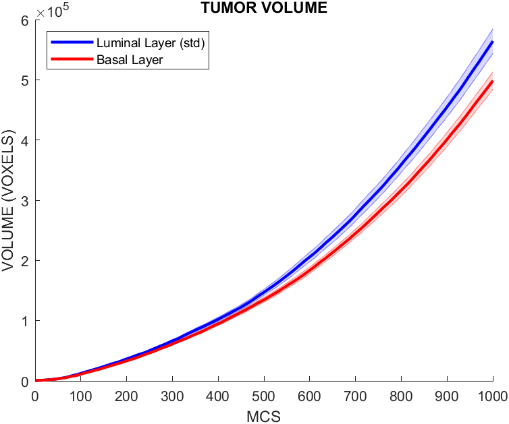 TUMOR VOLUME
×10⁵
Luminal Layer (std)
Basal Layer
VOLUME (VOXELS)
6
5
4
3
2
1
0
0 100 200 300 400 500 600 700 800 900 1000
MCS